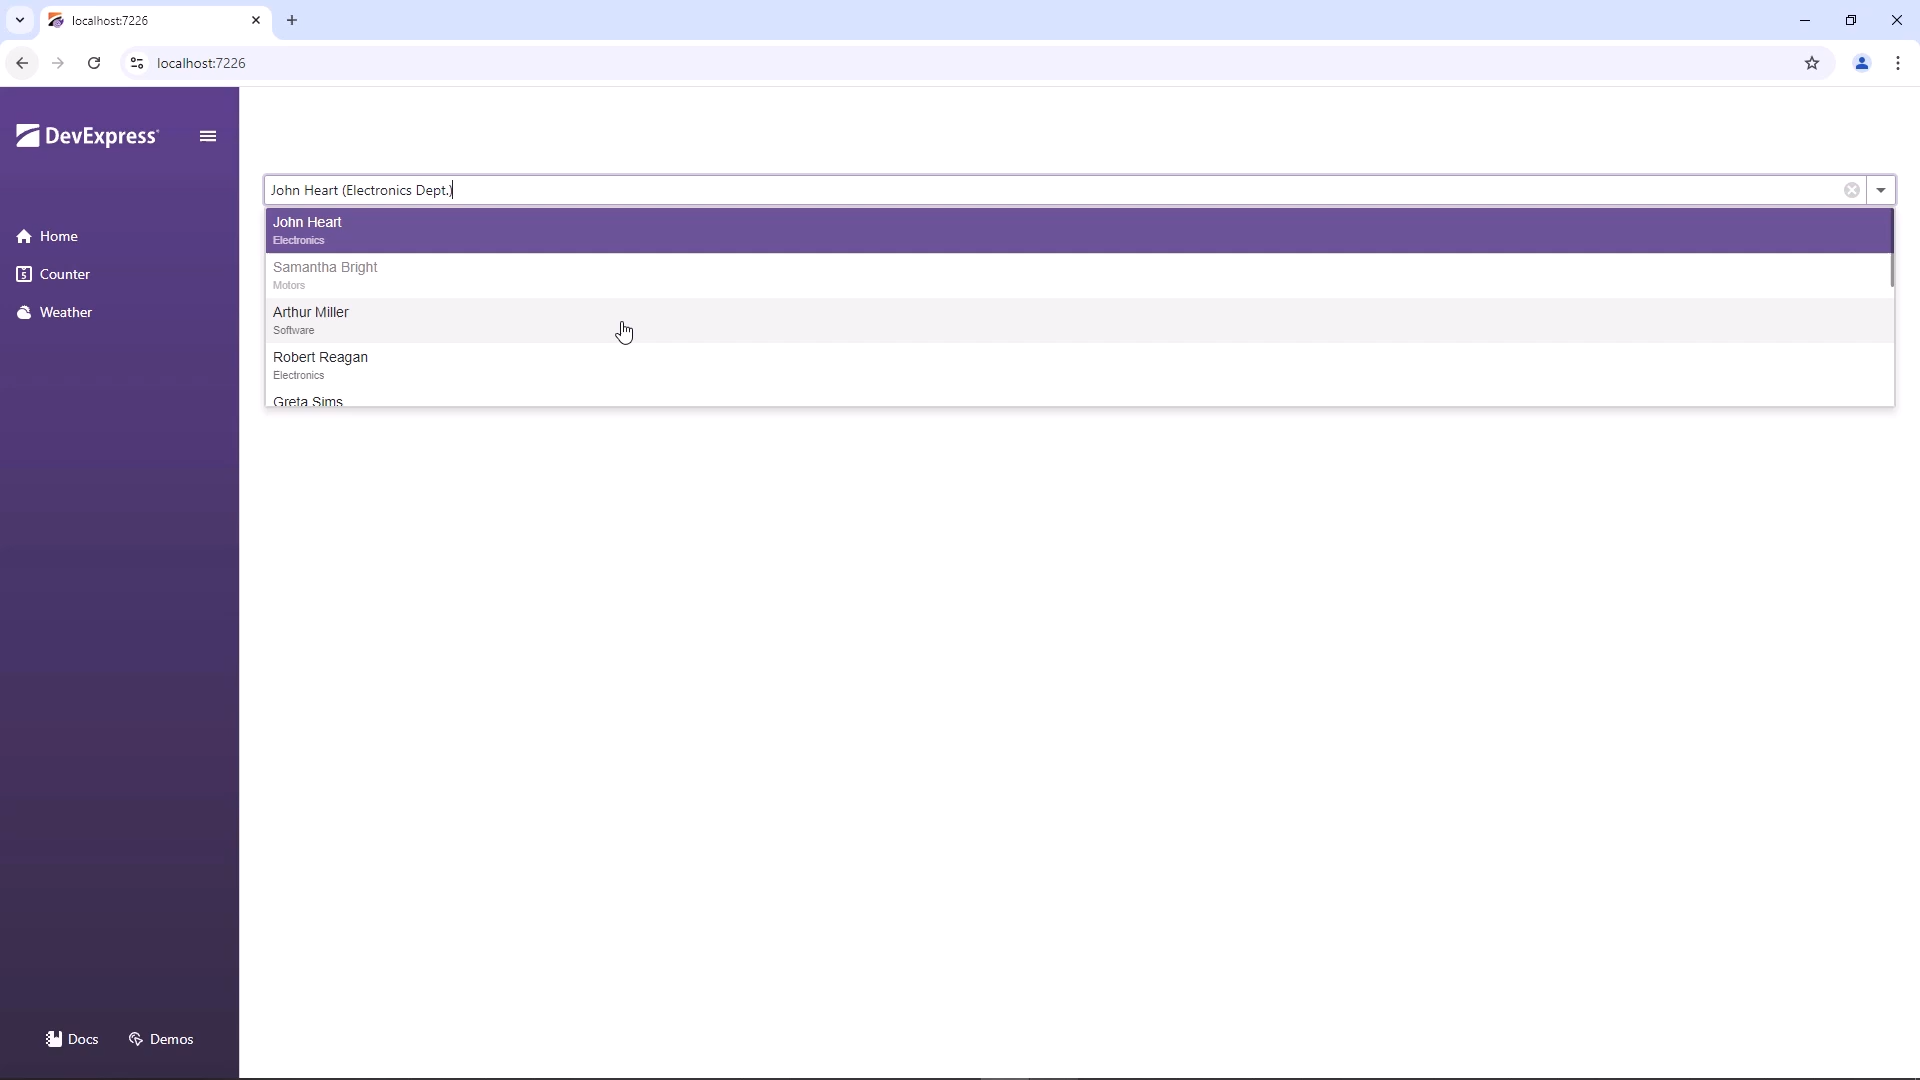 localhost:7226
localhost:7226
DevExpress
Home
Counter
Weather
John Heart (Electronics Dept.)
John Heart
Electronics
Samantha Bright
Motors
Arthur Miller
Software
Robert Reagan
Electronics
Greta Sims
Docs
Demos